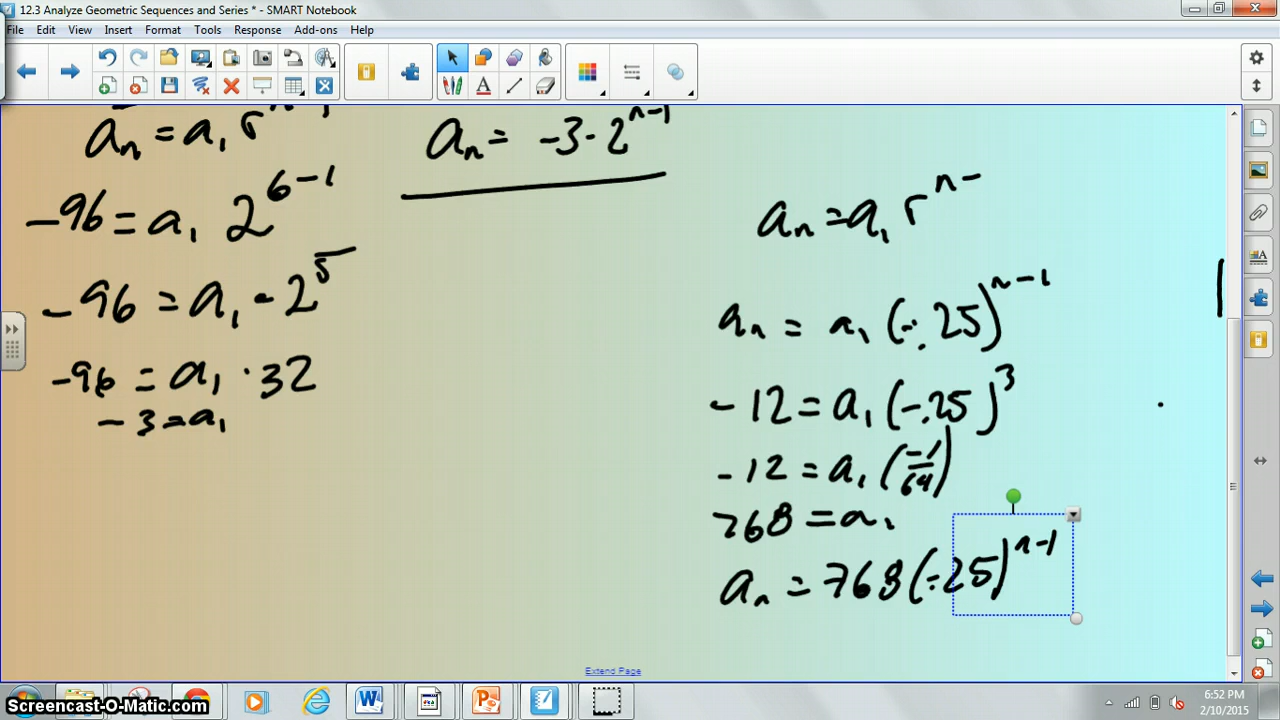 12.3 Analyze Geometric Sequences and Series * - SMART Notebook
File Edit View Insert Format Tools Response Add-ons Help
aₙ = a₁ rⁿ⁻¹
-96 = a₁ 2⁶⁻¹
-96 = a₁ - 2⁵
-96 = a₁ · 32
-3 = a₁
aₙ = -3 · 2ⁿ⁻¹
aₙ = a₁ rⁿ⁻
aₙ = a₁ (-.25)ⁿ⁻¹
-12 = a₁ (-.25)³
-12 = a₁ (-1/64)
768 = a₁
aₙ = 768 (-.25)ⁿ⁻¹
Extend Page
Screencast-O-Matic.com
6:52 PM
2/10/2015